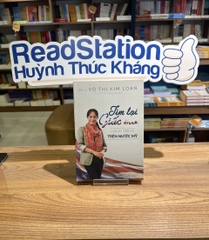 ReadStation
Huỳnh Thúc Kháng
VÕ THỊ KIM LOAN
Tìm lại
Giấc mơ
TRÊN NƯỚC MỸ